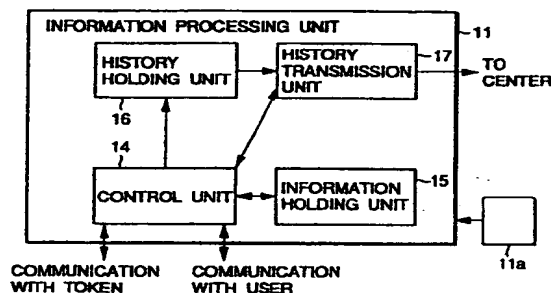 INFORMATION PROCESSING UNIT
11
HISTORY
HOLDING UNIT
16
HISTORY
TRANSMISSION
UNIT
17
TO
CENTER
14
CONTROL UNIT
INFORMATION
HOLDING UNIT
15
11a
COMMUNICATION
WITH TOKEN
COMMUNICATION
WITH USER